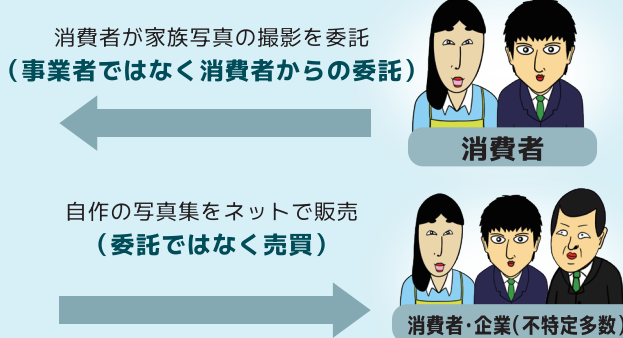 消費者が家族写真の撮影を委託
（事業者ではなく消費者からの委託）
消費者
自作の写真集をネットで販売
（委託ではなく売買）
消費者・企業（不特定多数）